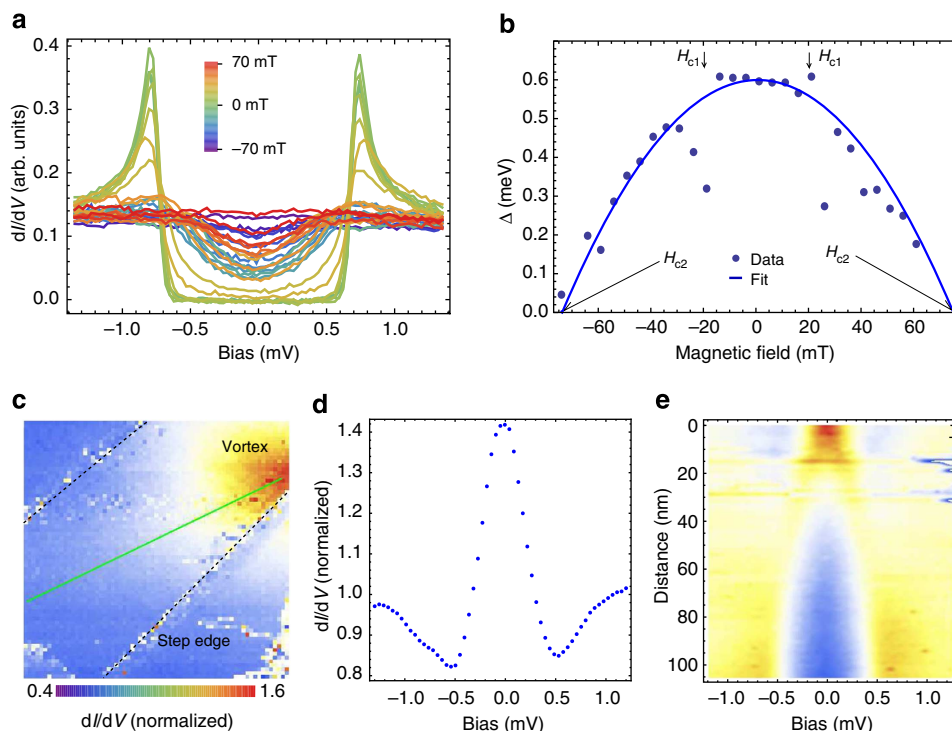 a
0.4
0.3
0.2
0.1
0.0
dI/dV (arb. units)
70 mT
0 mT
−70 mT
−1.0 −0.5 0.0 0.5 1.0
Bias (mV)
b
Hc1 Hc1
0.6
0.4
0.2
0.0
Δ (meV)
Hc2 Hc2
Data
Fit
−60 −40 −20 0 20 40 60
Magnetic field (mT)
c
Vortex
Step edge
0.4 1.6
dI/dV (normalized)
d
1.4
1.3
1.2
1.1
1.0
0.9
0.8
dI/dV (normalized)
−1.0 −0.5 0.0 0.5 1.0
Bias (mV)
e
0
20
40
60
80
100
Distance (nm)
−1.0 −0.5 0.0 0.5 1.0
Bias (mV)